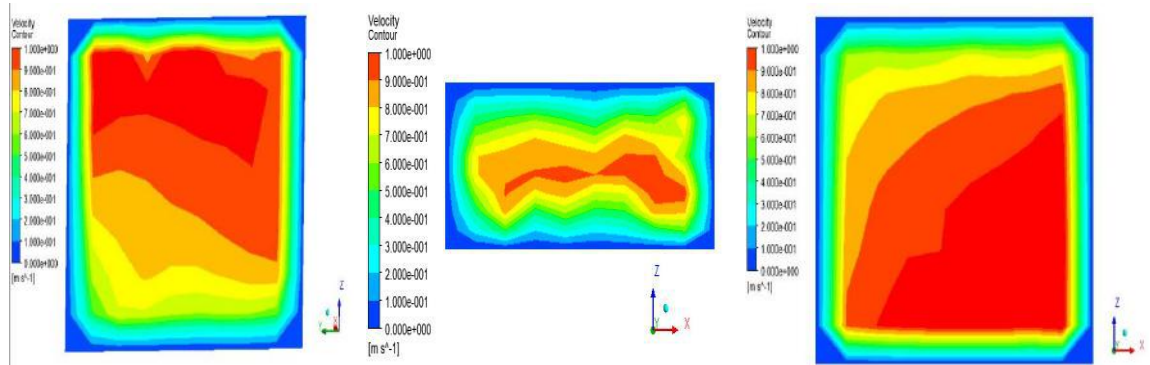 Velocity
Contour
1.000e+000
9.000e-001
8.000e-001
7.000e-001
6.000e-001
5.000e-001
4.000e-001
3.000e-001
2.000e-001
1.000e-001
0.000e+000
[m s^-1]
Z
Y
X
Velocity
Contour
1.000e+000
9.000e-001
8.000e-001
7.000e-001
6.000e-001
5.000e-001
4.000e-001
3.000e-001
2.000e-001
1.000e-001
0.000e+000
[m s^-1]
Z
Y
X
Velocity
Contour
1.000e+000
9.000e-001
8.000e-001
7.000e-001
6.000e-001
5.000e-001
4.000e-001
3.000e-001
2.000e-001
1.000e-001
0.000e+000
[m s^-1]
Z
Y
X